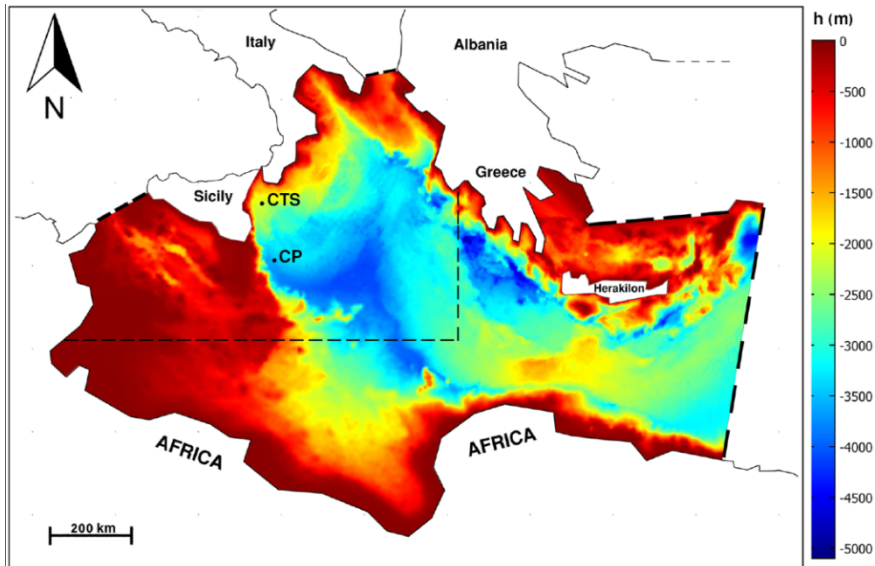 Italy
Albania
h (m)
N
Greece
Sicily
CTS
CP
Herakilon
AFRICA
AFRICA
200 km
0
-500
-1000
-1500
-2000
-2500
-3000
-3500
-4000
-4500
-5000